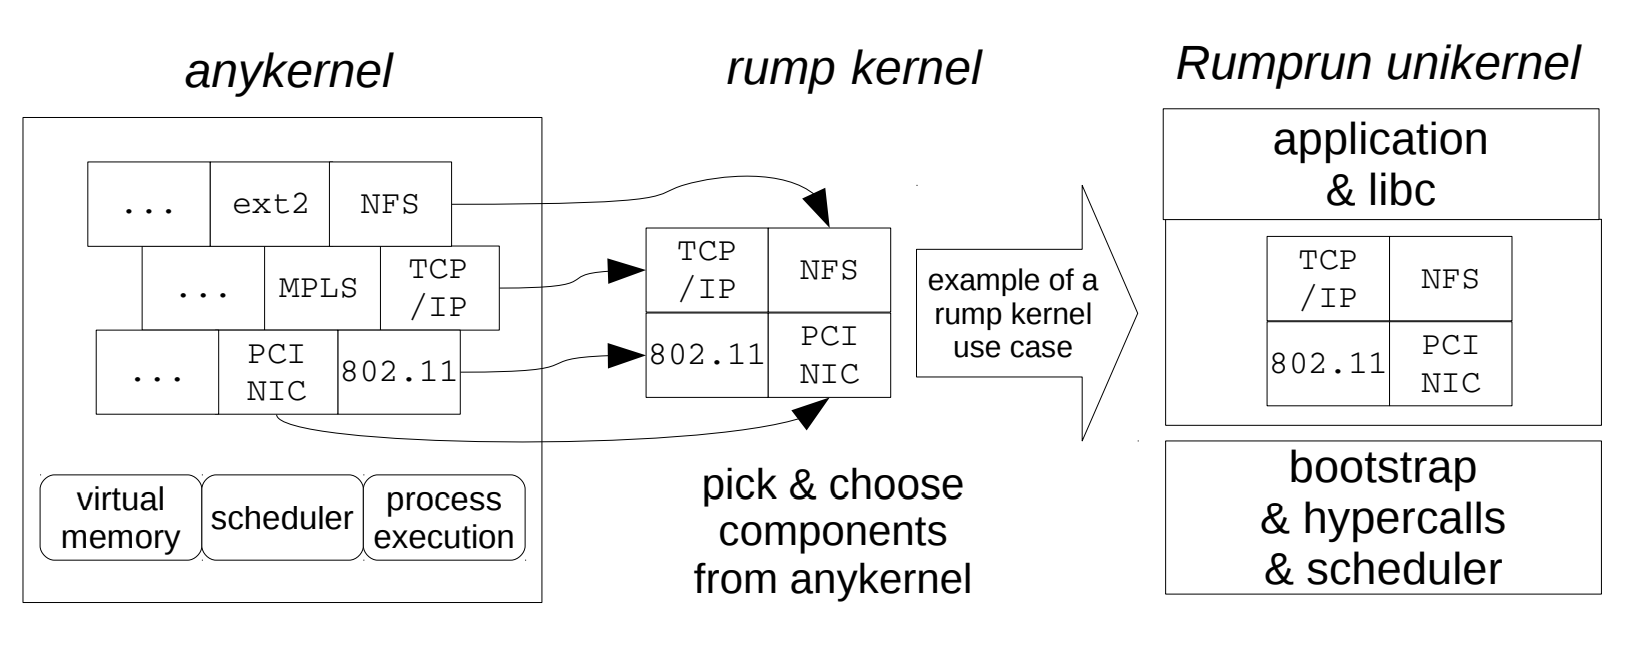 anykernel
... ext2 NFS
... MPLS TCP
/IP
... PCI
NIC 802.11
virtual
memory
scheduler
process
execution
rump kernel
TCP
/IP
NFS
802.11
PCI
NIC
pick & choose
components
from anykernel
example of a
rump kernel
use case
Rumprun unikernel
application
& libc
TCP
/IP
NFS
802.11
PCI
NIC
bootstrap
& hypercalls
& scheduler